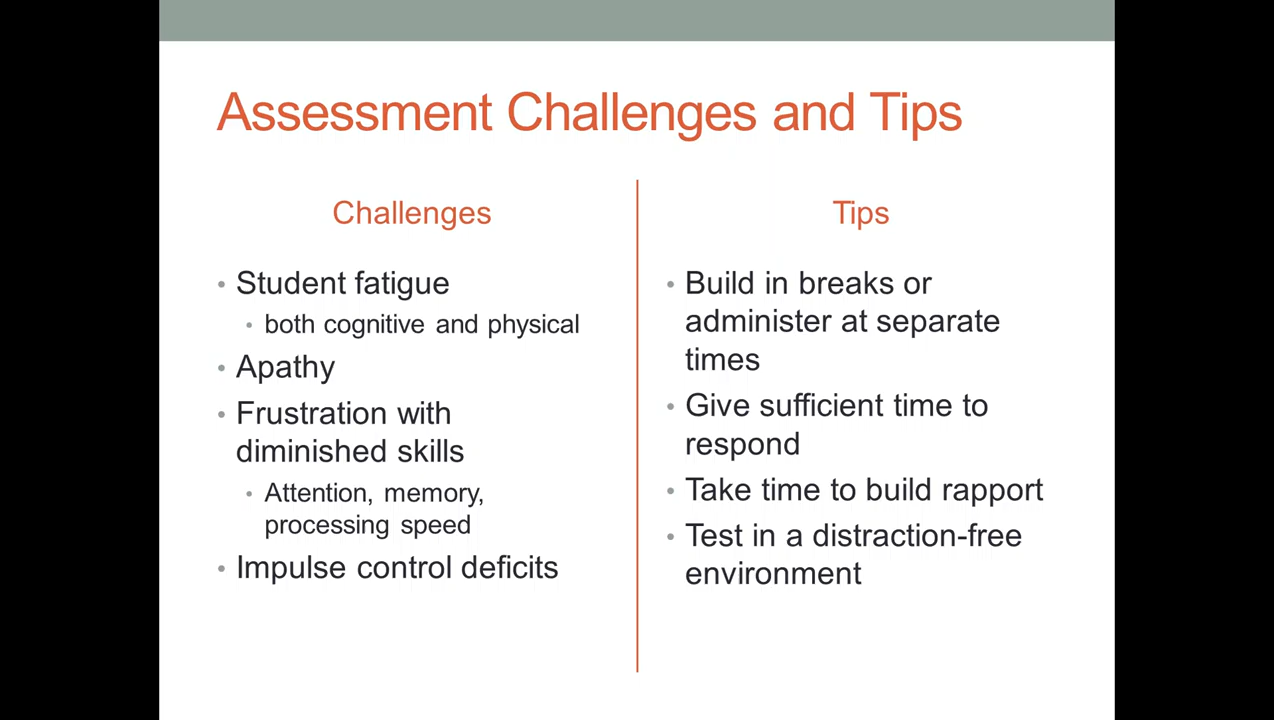 Assessment Challenges and Tips
Challenges
• Student fatigue
• both cognitive and physical
• Apathy
• Frustration with
diminished skills
• Attention, memory,
processing speed
• Impulse control deficits
Tips
• Build in breaks or
administer at separate
times
• Give sufficient time to
respond
• Take time to build rapport
• Test in a distraction-free
environment